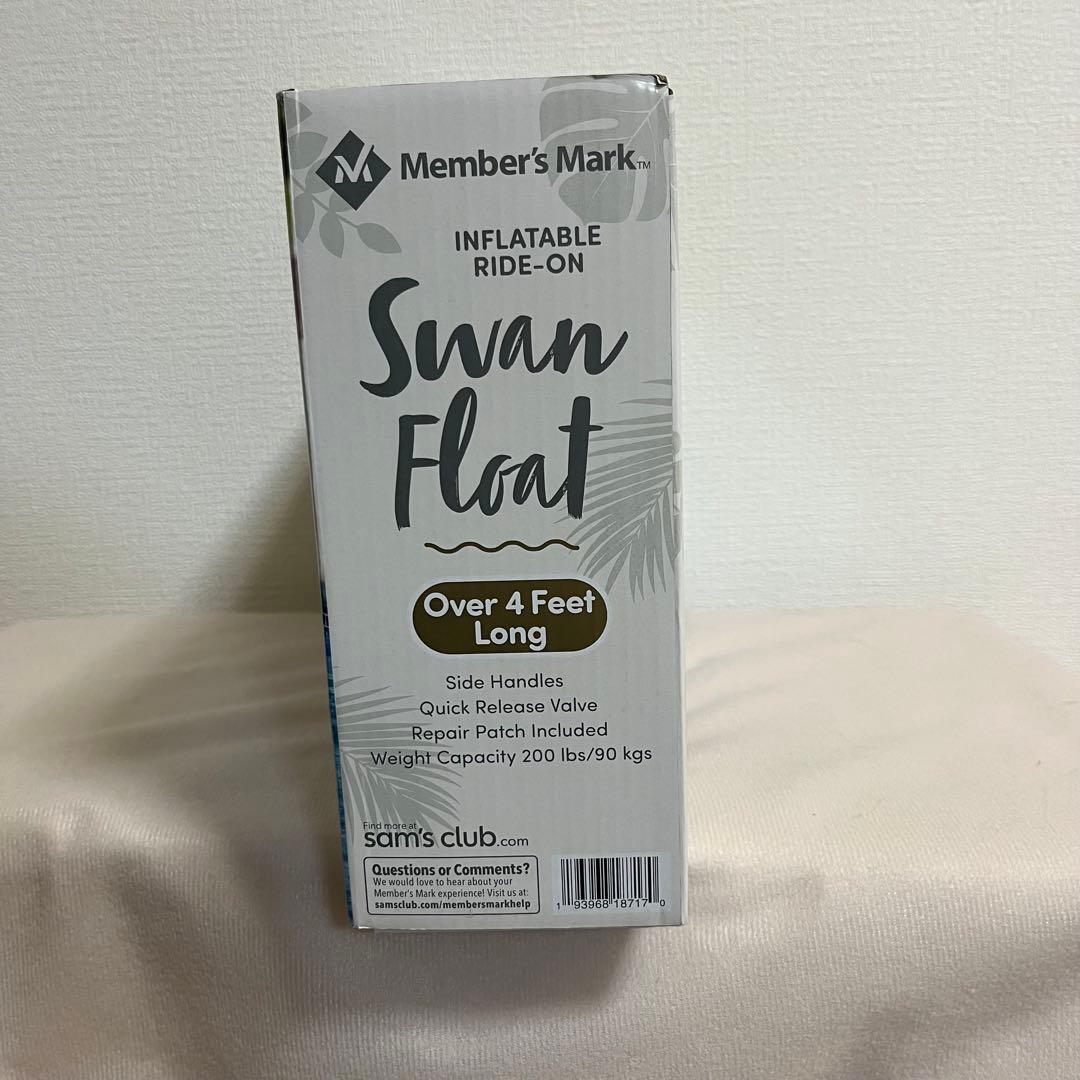 Member's Mark™
INFLATABLE
RIDE-ON
Swan
Float
Over 4 Feet
Long
Side Handles
Quick Release Valve
Repair Patch Included
Weight Capacity 200 lbs/90 kgs
Find more at
sam's club.com
Questions or Comments?
We would love to hear about your
Member's Mark experience! Visit us at:
samsclub.com/membersmarkhelp
1 93968 18717 0